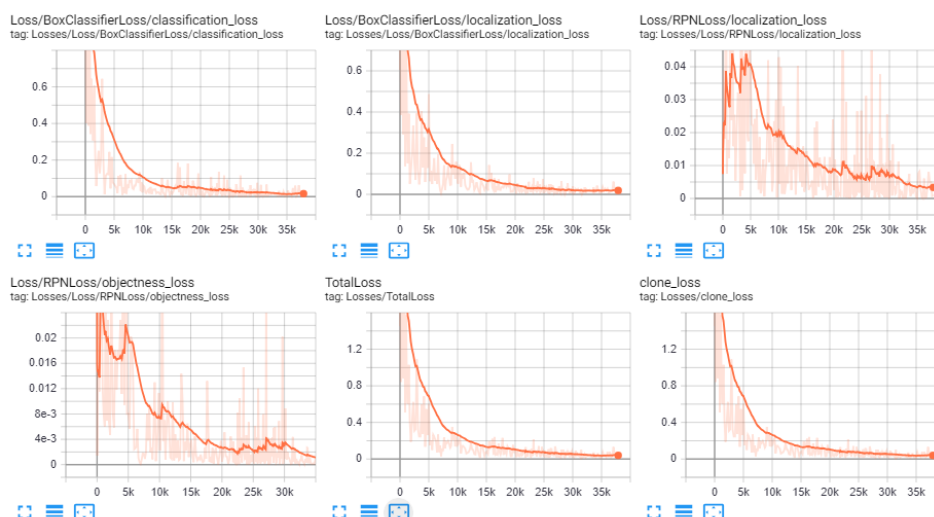 Loss/BoxClassifierLoss/classification_loss
tag: Losses/Loss/BoxClassifierLoss/classification_loss
0.6
0.4
0.2
0
0 5k 10k 15k 20k 25k 30k 35k
Loss/BoxClassifierLoss/localization_loss
tag: Losses/Loss/BoxClassifierLoss/localization_loss
0.6
0.4
0.2
0
0 5k 10k 15k 20k 25k 30k 35k
Loss/RPNLoss/localization_loss
tag: Losses/Loss/RPNLoss/localization_loss
0.04
0.03
0.02
0.01
0
0 5k 10k 15k 20k 25k 30k 35k
Loss/RPNLoss/objectness_loss
tag: Losses/Loss/RPNLoss/objectness_loss
0.02
0.016
0.012
8e-3
4e-3
0
0 5k 10k 15k 20k 25k 30k
TotalLoss
tag: Losses/TotalLoss
1.2
0.8
0.4
0
0 5k 10k 15k 20k 25k 30k 35k
clone_loss
tag: Losses/clone_loss
1.2
0.8
0.4
0
0 5k 10k 15k 20k 25k 30k 35k